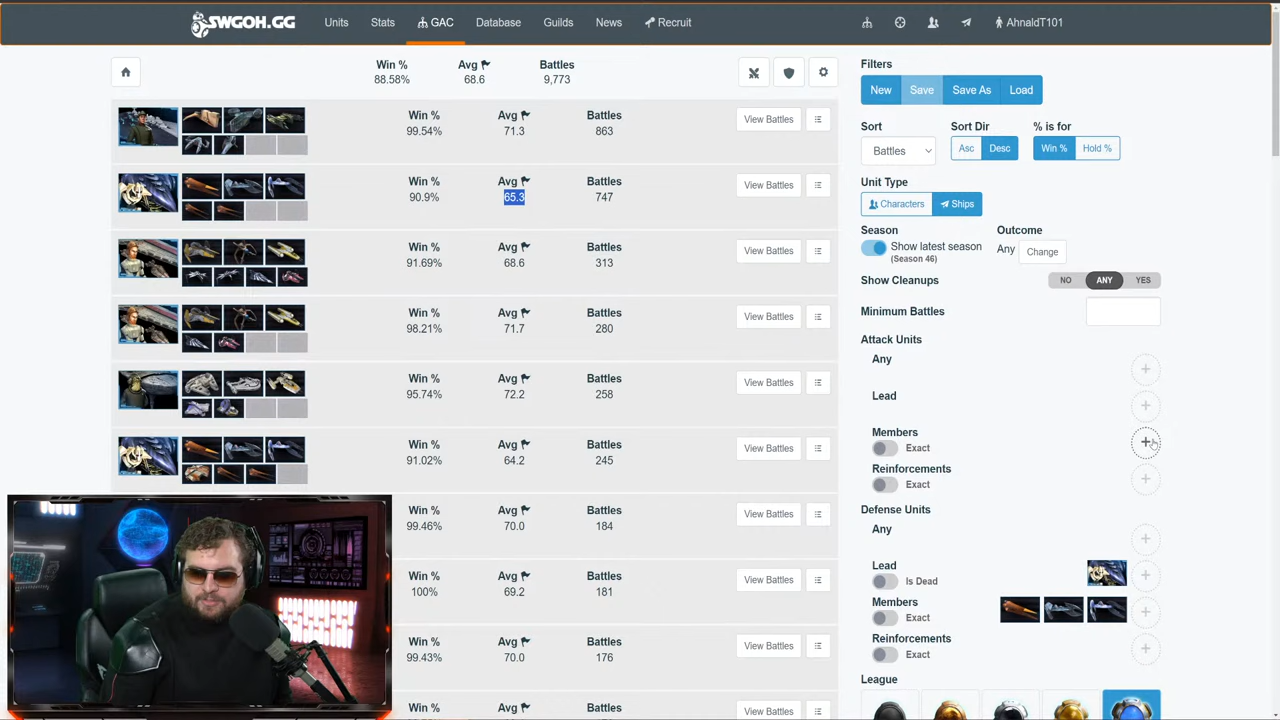 SWGOH.GG Units Stats GAC Database Guilds News Recruit AhnaldT101
Win % Avg Battles
88.58% 68.6 9,773
Win % Avg Battles
99.54% 71.3 863
View Battles
Win % Avg Battles
90.9% 65.3 747
View Battles
Win % Avg Battles
91.69% 68.6 313
View Battles
Win % Avg Battles
98.21% 71.7 280
View Battles
Win % Avg Battles
95.74% 72.2 258
View Battles
Win % Avg Battles
91.02% 64.2 245
View Battles
Win % Avg Battles
99.46% 70.0 184
View Battles
Win % Avg Battles
100% 69.2 181
View Battles
Win % Avg Battles
99.43% 70.0 176
View Battles
Win % Avg Battles
View Battles
Filters
New Save Save As Load
Sort Sort Dir % is for
Battles Asc Desc Win % Hold %
Unit Type
Characters Ships
Season Outcome
Show latest season Any Change
(Season 46)
Show Cleanups NO ANY YES
Minimum Battles
Attack Units
Any
Lead
Members
Exact
Reinforcements
Exact
Defense Units
Any
Lead
Is Dead
Members
Exact
Reinforcements
Exact
League